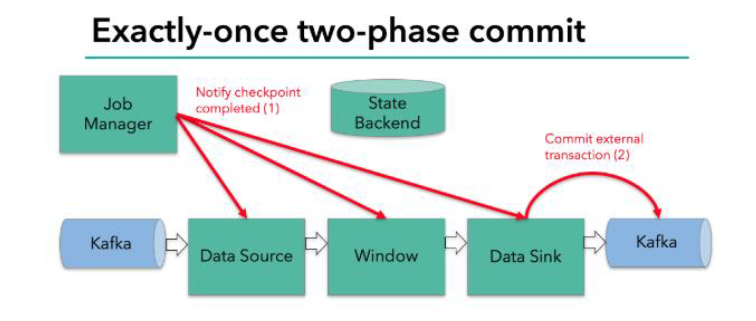 Exactly-once two-phase commit
Job
Manager
Notify checkpoint
completed (1)
State
Backend
Commit external
transaction (2)
Kafka
Data Source
Window
Data Sink
Kafka